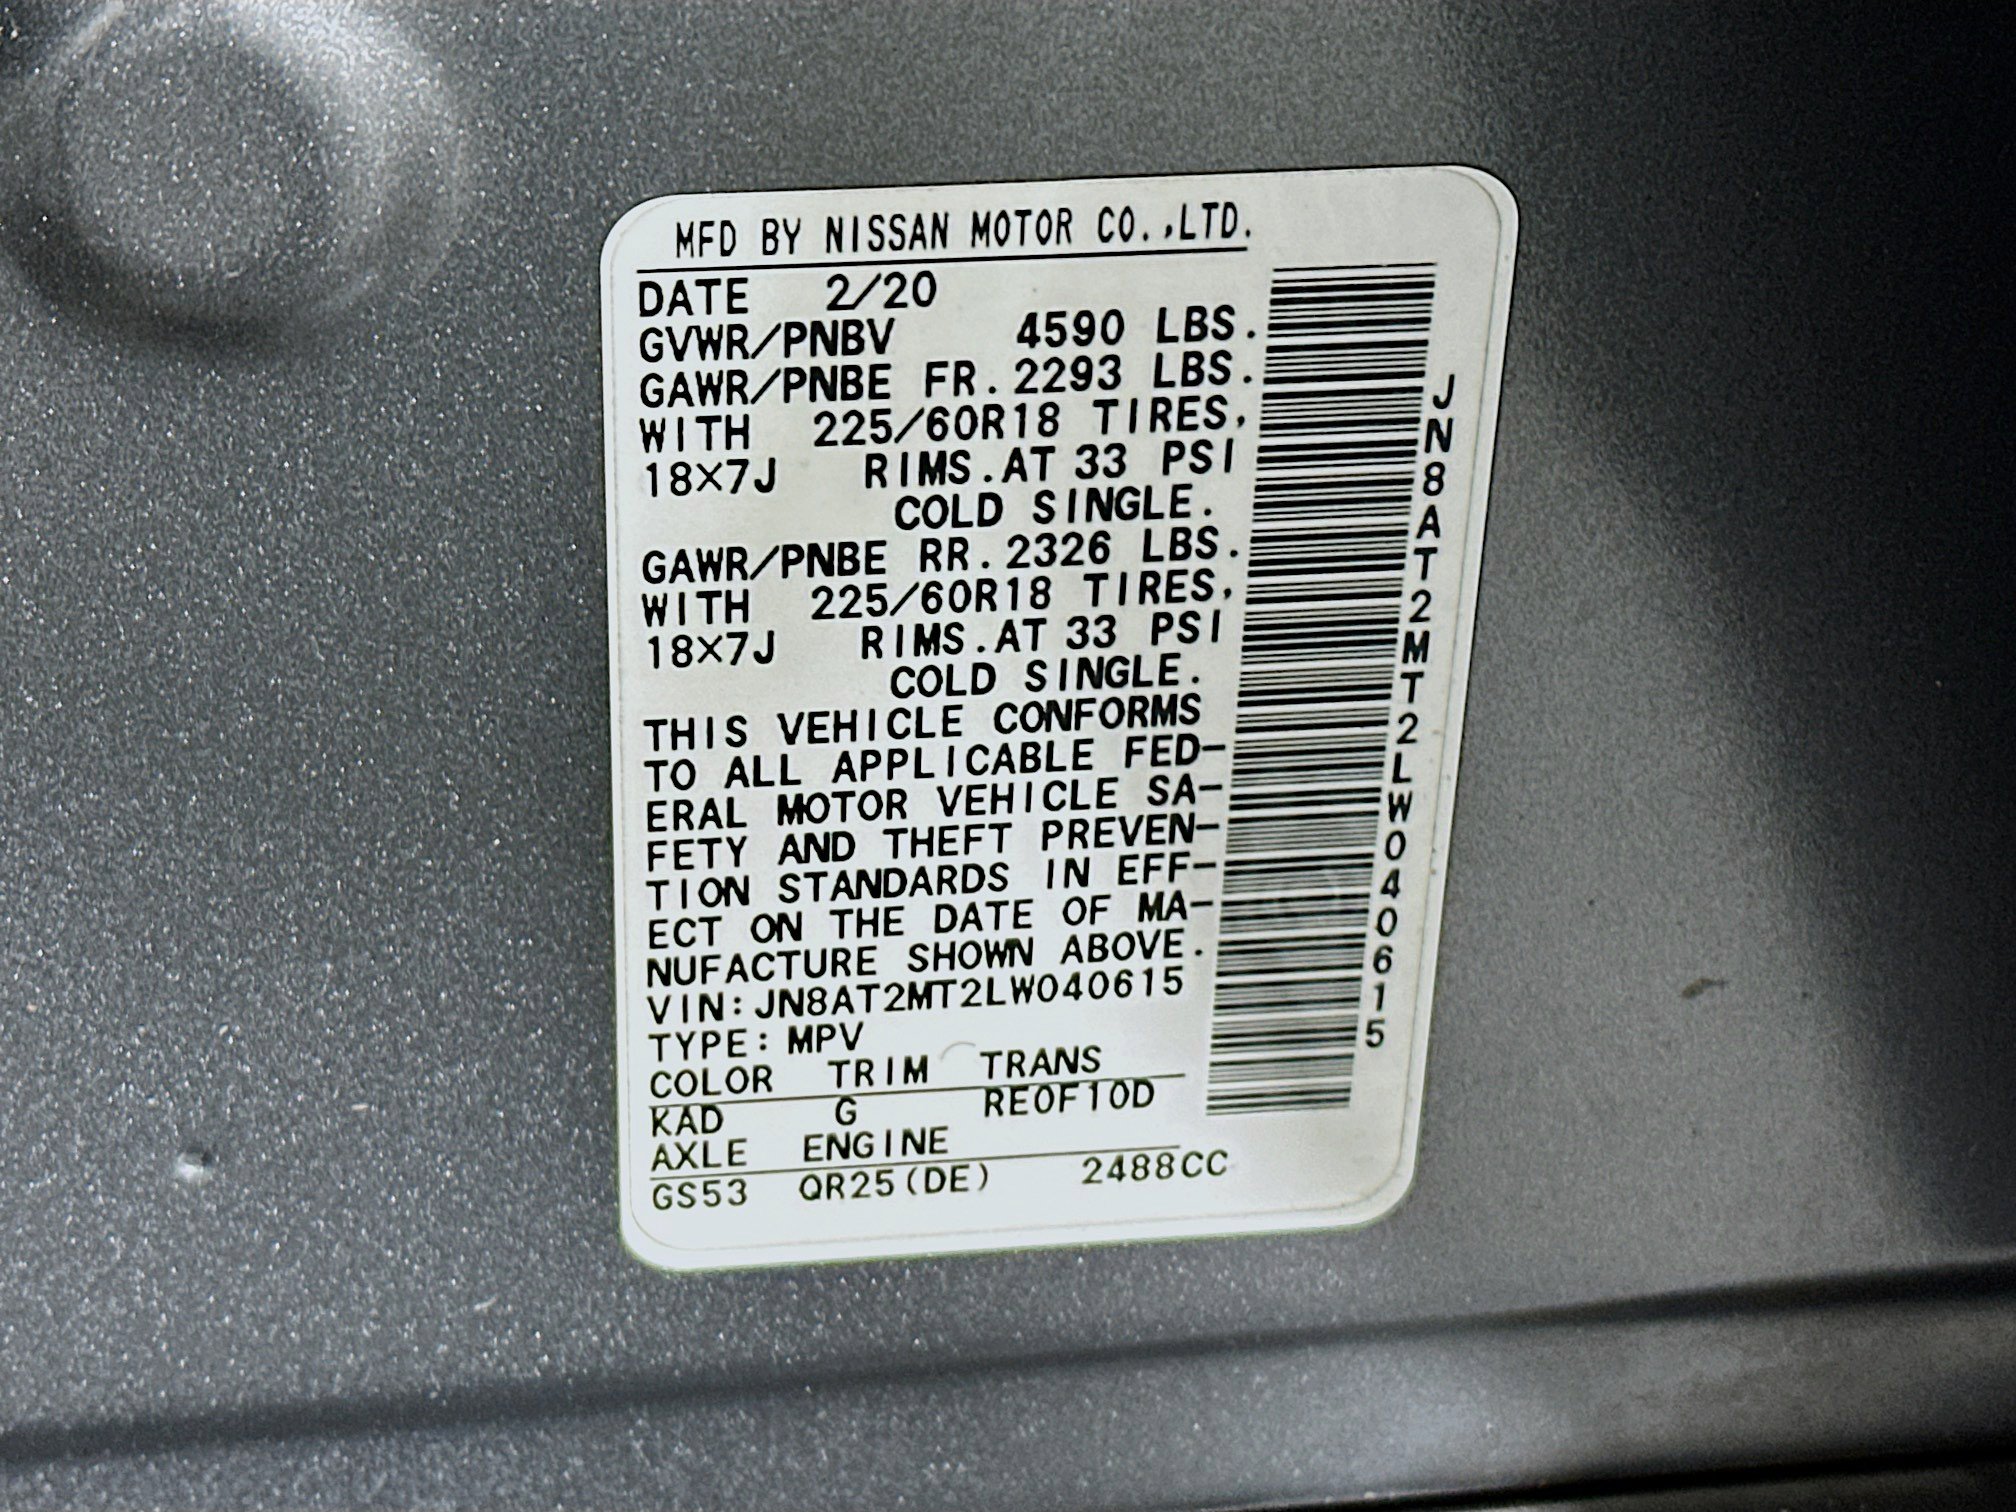 MFD BY NISSAN MOTOR CO.,LTD.
DATE 2/20
GVWR/PNBV 4590 LBS.
GAWR/PNBE FR. 2293 LBS.
WITH 225/60R18 TIRES,
18×7J RIMS.AT 33 PSI
COLD SINGLE.
GAWR/PNBE RR. 2326 LBS.
WITH 225/60R18 TIRES,
18×7J RIMS.AT 33 PSI
COLD SINGLE.
THIS VEHICLE CONFORMS
TO ALL APPLICABLE FED-
ERAL MOTOR VEHICLE SA-
FETY AND THEFT PREVEN-
TION STANDARDS IN EFF-
ECT ON THE DATE OF MA-
NUFACTURE SHOWN ABOVE.
VIN:JN8AT2MT2LW040615
TYPE:MPV
COLOR TRIM TRANS
KAD G RE0F10D
AXLE ENGINE
GS53 QR25(DE) 2488CC
JN8AT2MT2LW040615